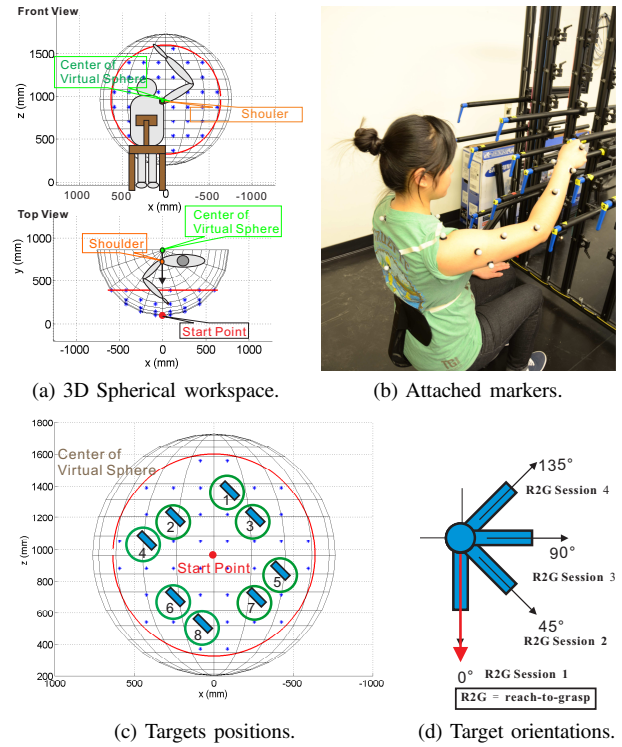 Front View
z (mm)
1500
1000
500
0
Center of
Virtual Sphere
Shouler
1000
500
0
-500
-1000
x (mm)
Top View
y (mm)
1000
500
0
Center of
Virtual Sphere
Shoulder
Start Point
-1000
-500
0
500
1000
x (mm)
(a) 3D Spherical workspace.
(b) Attached markers.
1800
1600
1400
1200
1000
800
600
400
200
z (mm)
Center of
Virtual Sphere
1
2
3
4
Start Point
5
6
7
8
1000
500
0
-500
-1000
x (mm)
(c) Targets positions.
135°
R2G Session 4
90°
R2G Session 3
45°
R2G Session 2
0°
R2G Session 1
R2G = reach-to-grasp
(d) Target orientations.